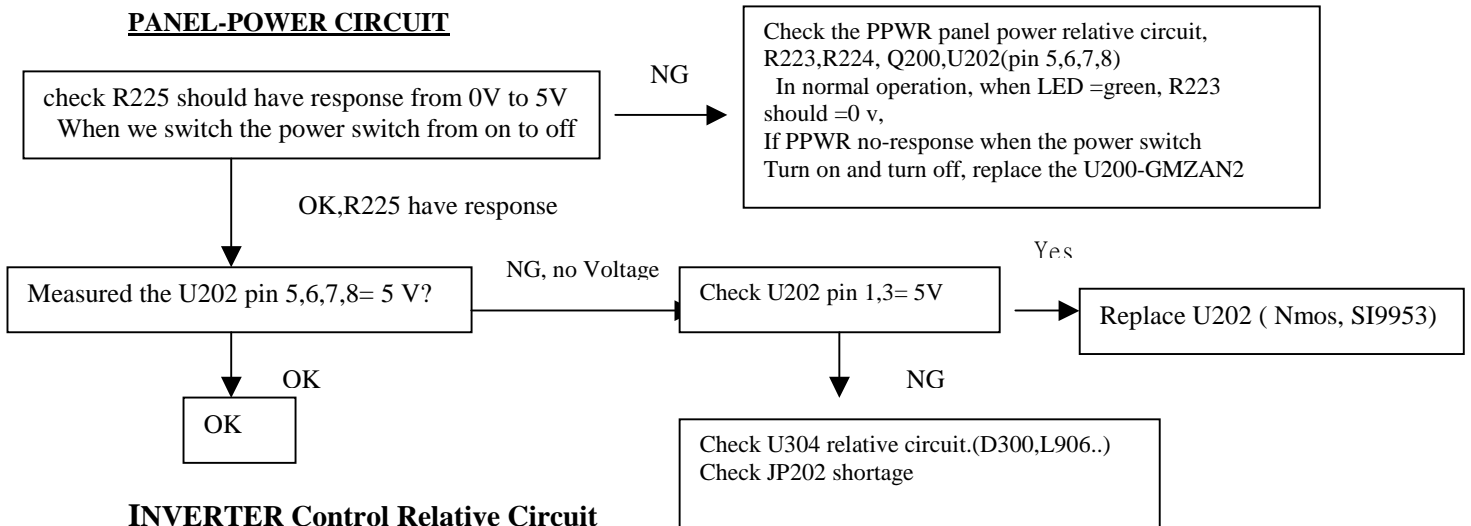 PANEL-POWER CIRCUIT
check R225 should have response from 0V to 5V
When we switch the power switch from on to off
NG
Check the PPWR panel power relative circuit,
R223,R224, Q200,U202(pin 5,6,7,8)
In normal operation, when LED =green, R223
should =0 v,
If PPWR no-response when the power switch
Turn on and turn off, replace the U200-GMZAN2
OK,R225 have response
Measured the U202 pin 5,6,7,8= 5 V?
NG, no Voltage
Check U202 pin 1,3= 5V
Yes
Replace U202 ( Nmos, SI9953)
OK
OK
NG
Check U304 relative circuit.(D300,L906..)
Check JP202 shortage
INVERTER Control Relative Circuit